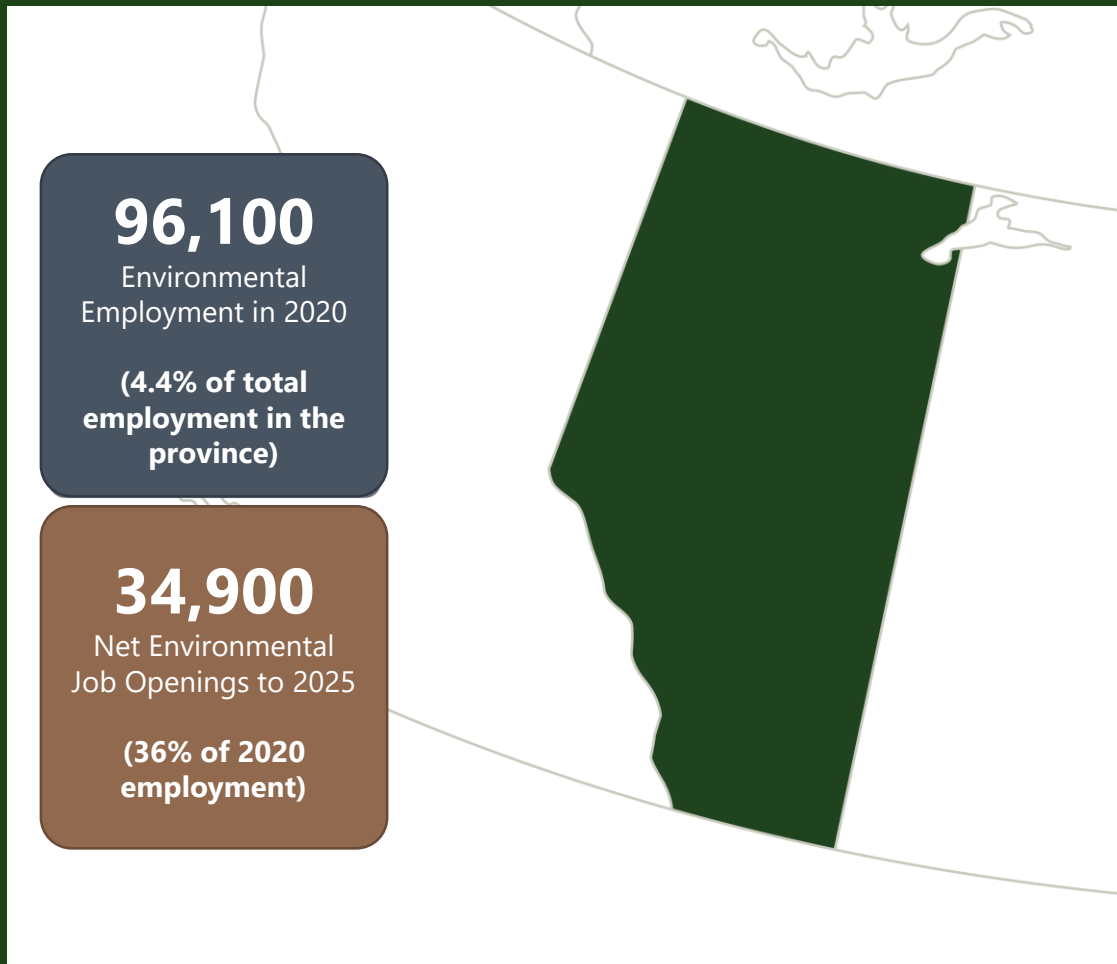 96,100
Environmental
Employment in 2020
(4.4% of total
employment in the
province)
34,900
Net Environmental
Job Openings to 2025
(36% of 2020
employment)